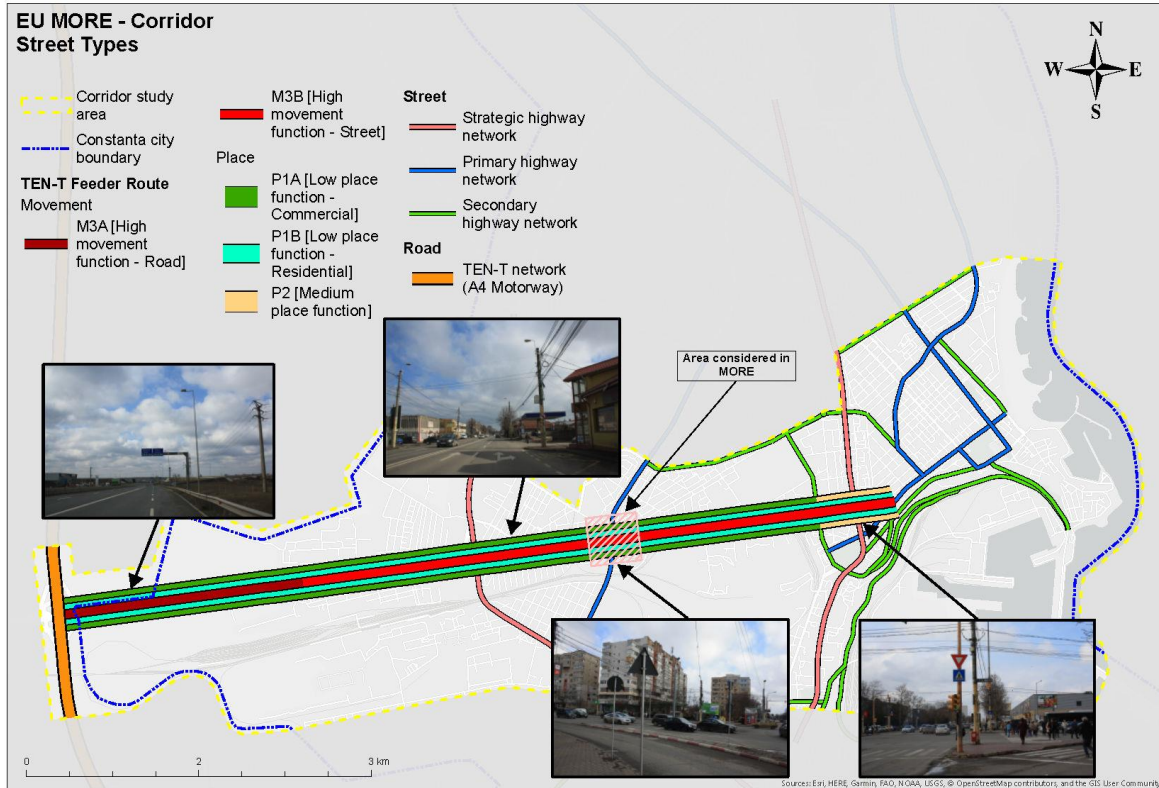 EU MORE - Corridor
Street Types
Corridor study
area
Constanta city
boundary
TEN-T Feeder Route
Movement
M3A [High
movement
function - Road]
M3B [High
movement
function - Street]
Place
P1A [Low place
function -
Commercial]
P1B [Low place
function -
Residential]
P2 [Medium
place function]
Street
Strategic highway
network
Primary highway
network
Secondary
highway network
Road
TEN-T network
(A4 Motorway)
N
W
E
S
Area considered in
MORE
0
2
3 km
Sources: Esri, HERE, Garmin, FAO, NOAA, USGS, © OpenStreetMap contributors, and the GIS User Community